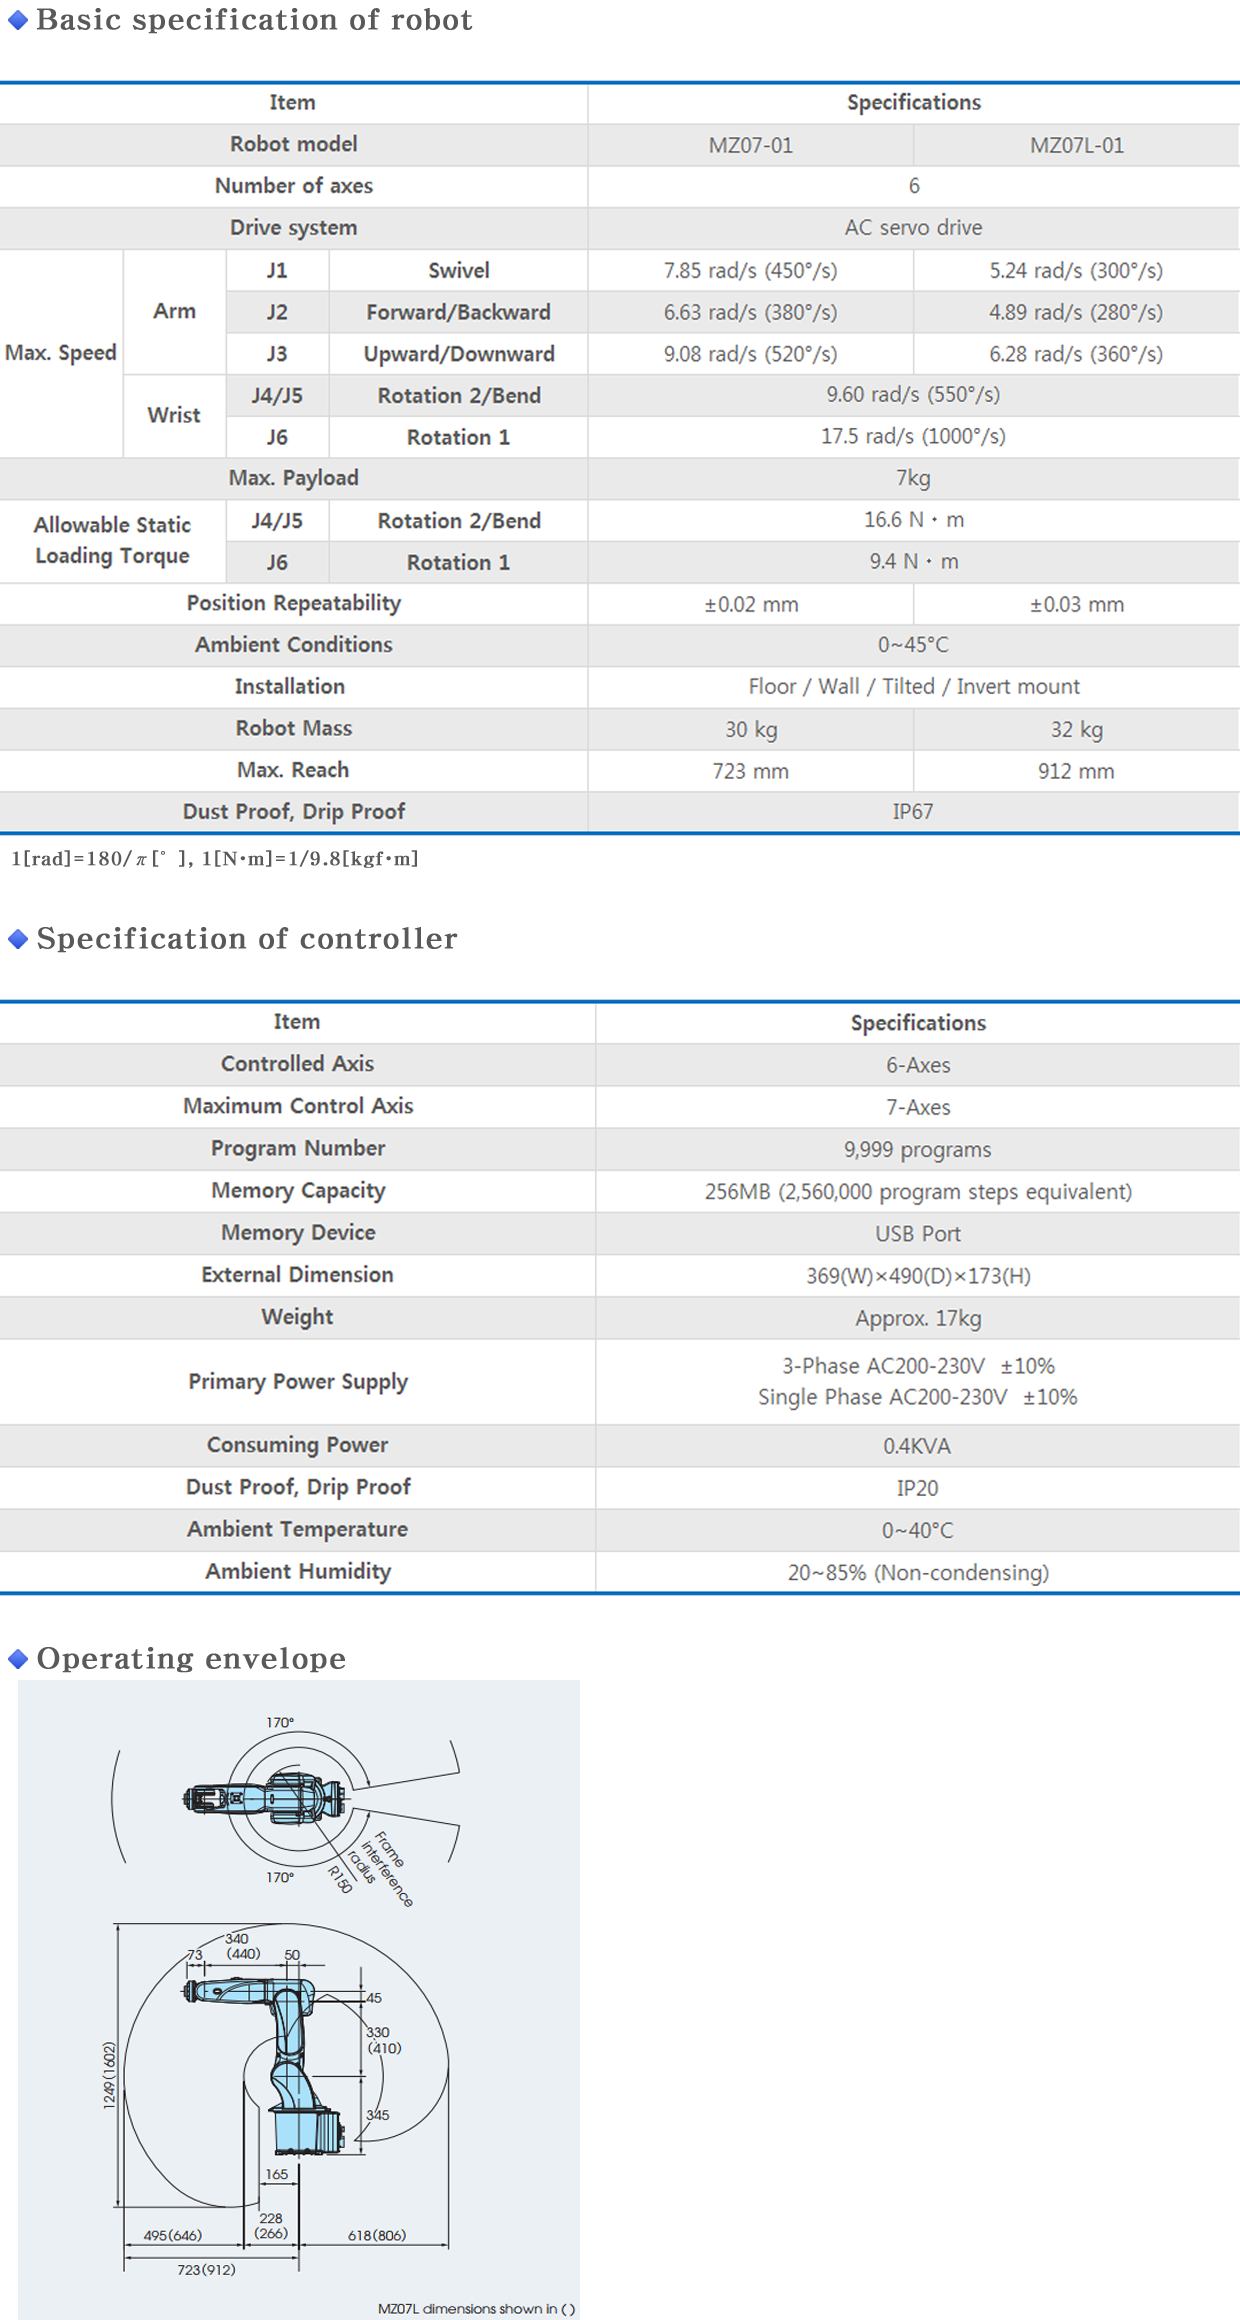 Basic specification of robot
Item Specifications
Robot model MZ07-01 MZ07L-01
Number of axes 6
Drive system AC servo drive
Max. Speed Arm J1 Swivel 7.85 rad/s (450°/s) 5.24 rad/s (300°/s)
J2 Forward/Backward 6.63 rad/s (380°/s) 4.89 rad/s (280°/s)
J3 Upward/Downward 9.08 rad/s (520°/s) 6.28 rad/s (360°/s)
Wrist J4/J5 Rotation 2/Bend 9.60 rad/s (550°/s)
J6 Rotation 1 17.5 rad/s (1000°/s)
Max. Payload 7kg
Allowable Static Loading Torque J4/J5 Rotation 2/Bend 16.6 N・m
J6 Rotation 1 9.4 N・m
Position Repeatability ±0.02 mm ±0.03 mm
Ambient Conditions 0~45°C
Installation Floor / Wall / Tilted / Invert mount
Robot Mass 30 kg 32 kg
Max. Reach 723 mm 912 mm
Dust Proof, Drip Proof IP67
1[rad]=180/π[°], 1[N·m]=1/9.8[kgf·m]
Specification of controller
Item Specifications
Controlled Axis 6-Axes
Maximum Control Axis 7-Axes
Program Number 9,999 programs
Memory Capacity 256MB (2,560,000 program steps equivalent)
Memory Device USB Port
External Dimension 369(W)×490(D)×173(H)
Weight Approx. 17kg
Primary Power Supply 3-Phase AC200-230V ±10%
Single Phase AC200-230V ±10%
Consuming Power 0.4KVA
Dust Proof, Drip Proof IP20
Ambient Temperature 0~40°C
Ambient Humidity 20~85% (Non-condensing)
Operating envelope
170°
170°
Frame
interference
radius
R150
340
73 (440) 50
45
330
(410)
1249(1602)
345
165
228
495(646) (266) 618(806)
723(912)
MZ07L dimensions shown in ( )